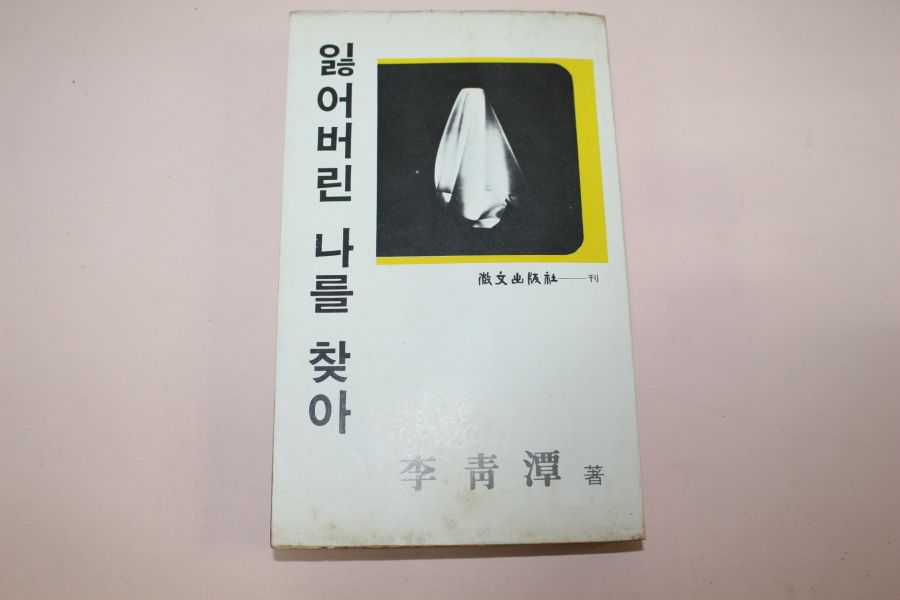 잃어버린 나를 찾아
徽文出版社──刊
李青潭 著